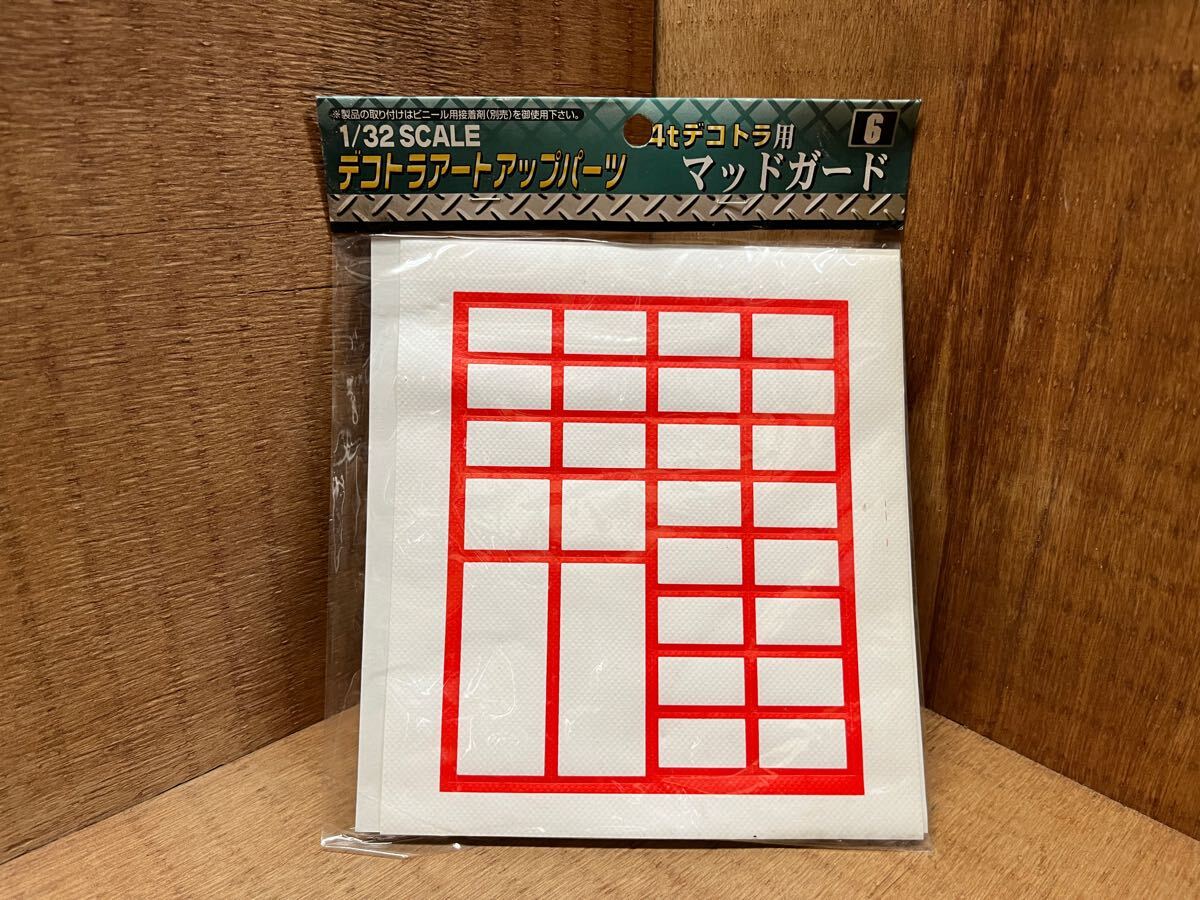 ※製品の取り付けはビニール用接着剤(別売)を御使用下さい。
1/32 SCALE
デコトラアートアップパーツ
4tデコトラ用
マッドガード
6